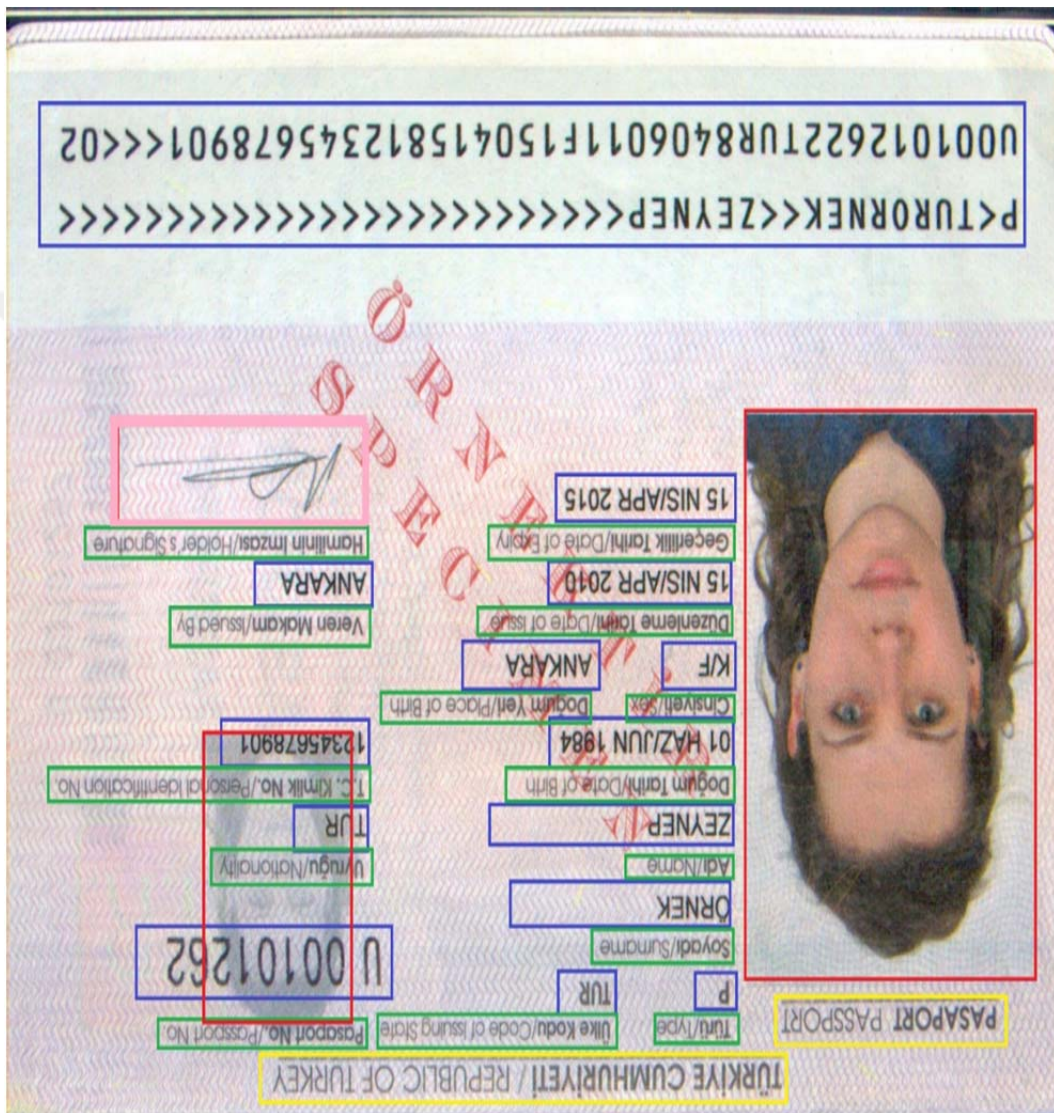 TÜRKİYE CUMHURİYETİ / REPUBLIC OF TURKEY
PASAPORT PASSPORT
Türü/Type Ülke Kodu/Code of issuing State Pasaport No./Passport No.
P TUR U 00101262
Soyadı/Surname
ÖRNEK
Uyruğu/Nationality
TUR
Adı/Name
ZEYNEP
T.C. Kimlik No./Personal Identification No.
12345678901
Doğum Tarihi/Date of Birth
01 HAZ/JUN 1984
Cinsiyeti/Sex Doğum Yeri/Place of Birth
K/F ANKARA
Düzenleme Tarihi/Date of issue Veren Makam/Issued By
15 NIS/APR 2010 ANKARA
Geçerlilik Tarihi/Date of Expiry Hamilinin İmzası/Holder's Signature
15 NIS/APR 2015
ÖRNEKTİR
SPECIMEN
P<TURORNEK<<ZEYNEP<<<<<<<<<<<<<<<<<<<<<<<<<<
U001012622TUR8406011F150415812345678901<<<02